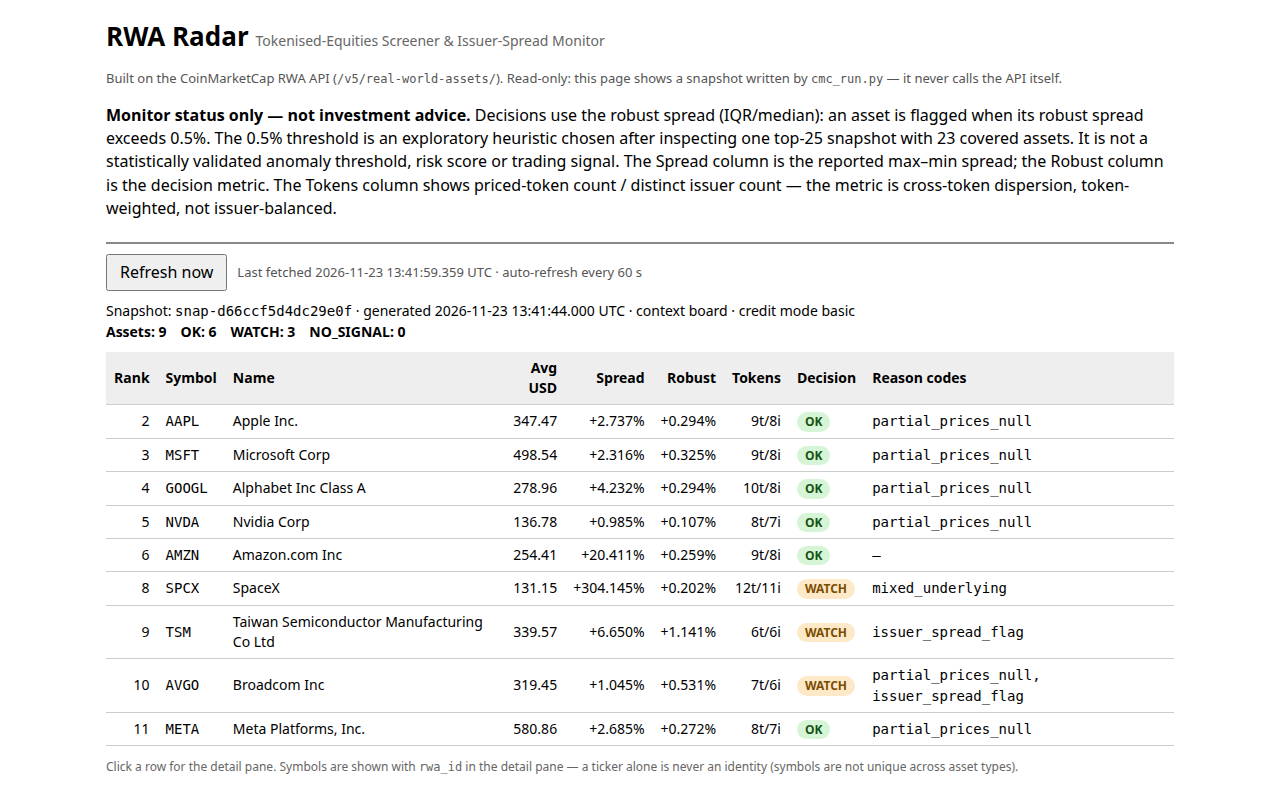 RWA Radar Tokenised-Equities Screener & Issuer-Spread Monitor
Built on the CoinMarketCap RWA API (/v5/real-world-assets/). Read-only: this page shows a snapshot written by cmc_run.py — it never calls the API itself.
Monitor status only — not investment advice. Decisions use the robust spread (IQR/median): an asset is flagged when its robust spread
exceeds 0.5%. The 0.5% threshold is an exploratory heuristic chosen after inspecting one top-25 snapshot with 23 covered assets. It is not a
statistically validated anomaly threshold, risk score or trading signal. The Spread column is the reported max–min spread; the Robust column
is the decision metric. The Tokens column shows priced-token count / distinct issuer count — the metric is cross-token dispersion, token-
weighted, not issuer-balanced.
Refresh now Last fetched 2026-11-23 13:41:59.359 UTC · auto-refresh every 60 s
Snapshot: snap-d66ccf5d4dc29e0f · generated 2026-11-23 13:41:44.000 UTC · context board · credit mode basic
Assets: 9 OK: 6 WATCH: 3 NO_SIGNAL: 0
Rank Symbol Name Avg USD Spread Robust Tokens Decision Reason codes
2 AAPL Apple Inc. 347.47 +2.737% +0.294% 9t/8i OK partial_prices_null
3 MSFT Microsoft Corp 498.54 +2.316% +0.325% 9t/8i OK partial_prices_null
4 GOOGL Alphabet Inc Class A 278.96 +4.232% +0.294% 10t/8i OK partial_prices_null
5 NVDA Nvidia Corp 136.78 +0.985% +0.107% 8t/7i OK partial_prices_null
6 AMZN Amazon.com Inc 254.41 +20.411% +0.259% 9t/8i OK —
8 SPCX SpaceX 131.15 +304.145% +0.202% 12t/11i WATCH mixed_underlying
9 TSM Taiwan Semiconductor Manufacturing Co Ltd 339.57 +6.650% +1.141% 6t/6i WATCH issuer_spread_flag
10 AVGO Broadcom Inc 319.45 +1.045% +0.531% 7t/6i WATCH partial_prices_null, issuer_spread_flag
11 META Meta Platforms, Inc. 580.86 +2.685% +0.272% 8t/7i OK partial_prices_null
Click a row for the detail pane. Symbols are shown with rwa_id in the detail pane — a ticker alone is never an identity (symbols are not unique across asset types).